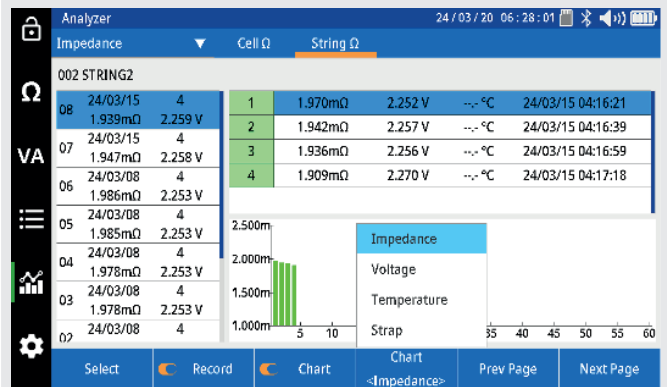 Analyzer 24/03/20 06:28:01
Impedance ▼ Cell Ω String Ω
002 STRING2
Ω
VA
08 24/03/15 4
1.939mΩ 2.259 V
07 24/03/15 4
1.947mΩ 2.258 V
06 24/03/08 4
1.986mΩ 2.253 V
05 24/03/08 4
1.985mΩ 2.253 V
04 24/03/08 4
1.978mΩ 2.253 V
03 24/03/08 4
1.978mΩ 2.253 V
02 24/03/08 4
1 1.970mΩ 2.252 V --.- °C 24/03/15 04:16:21
2 1.942mΩ 2.257 V --.- °C 24/03/15 04:16:39
3 1.936mΩ 2.256 V --.- °C 24/03/15 04:16:59
4 1.909mΩ 2.270 V --.- °C 24/03/15 04:17:18
2.500m
2.000m
1.500m
1.000m
5 10 35 40 45 50 55 60
Impedance
Voltage
Temperature
Strap
Select Record Chart Chart Prev Page Next Page
<Impedance>